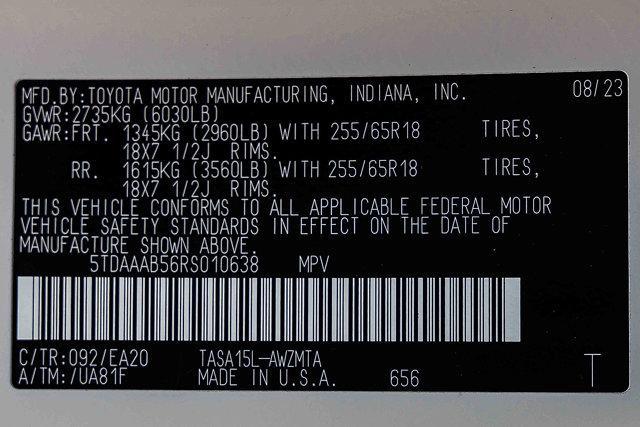 MFD.BY:TOYOTA MOTOR MANUFACTURING, INDIANA, INC. 08/23
GVWR:2735KG (6030LB)
GAWR:FRT. 1345KG (2960LB) WITH 255/65R18 TIRES,
18X7 1/2J RIMS.
RR. 1615KG (3560LB) WITH 255/65R18 TIRES,
18X7 1/2J RIMS.
THIS VEHICLE CONFORMS TO ALL APPLICABLE FEDERAL MOTOR
VEHICLE SAFETY STANDARDS IN EFFECT ON THE DATE OF
MANUFACTURE SHOWN ABOVE.
5TDAAAB56RS010638 MPV
C/TR:092/EA20 TASA15L-AWZMTA
A/TM:/UA81F MADE IN U.S.A. 656 T